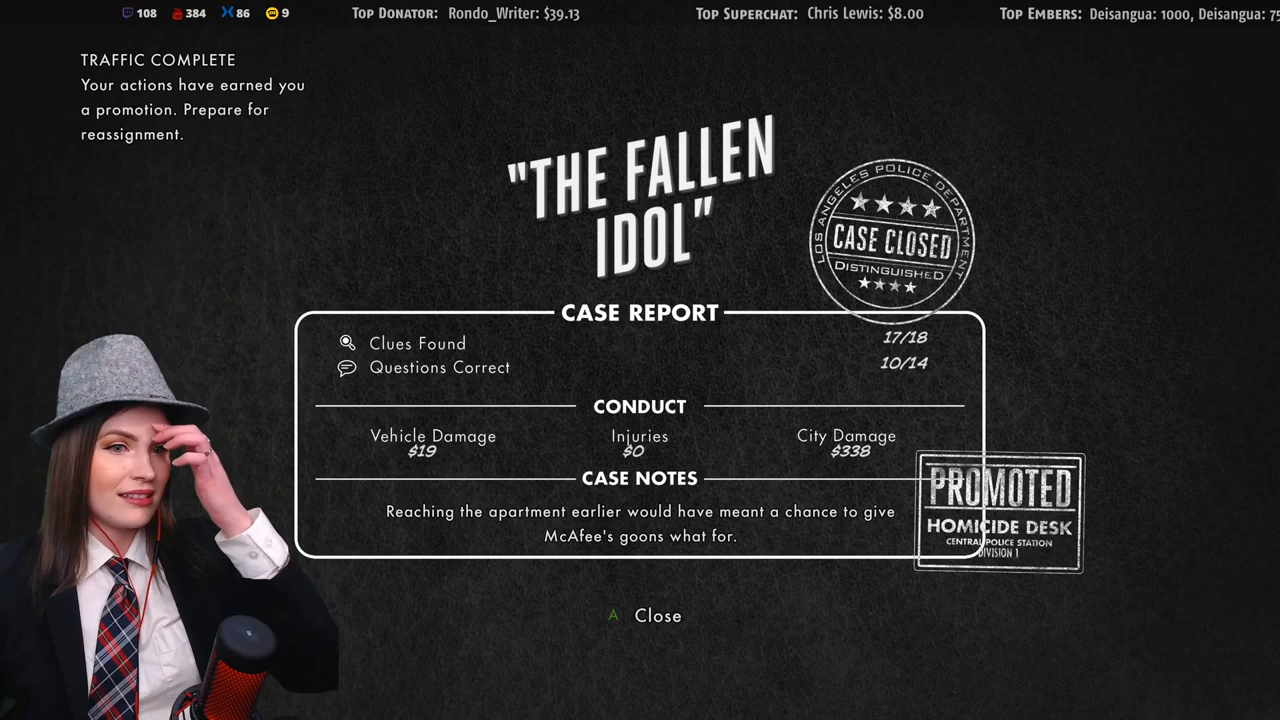 108 384 86 9 TOP DONATOR: Rondo_Writer: $39.13 TOP SUPERCHAT: Chris Lewis: $8.00 TOP EMBERS: Deisangua: 1000, Deisangua: 75
TRAFFIC COMPLETE
Your actions have earned you
a promotion. Prepare for
reassignment.
"THE FALLEN
IDOL"
LOS ANGELES POLICE DEPARTMENT
CASE CLOSED
DISTINGUISHED
CASE REPORT
Clues Found 17/18
Questions Correct 10/14
CONDUCT
Vehicle Damage Injuries City Damage
$19 $0 $338
CASE NOTES
Reaching the apartment earlier would have meant a chance to give
McAfee's goons what for.
PROMOTED
HOMICIDE DESK
CENTRAL POLICE STATION
DIVISION 1
A Close